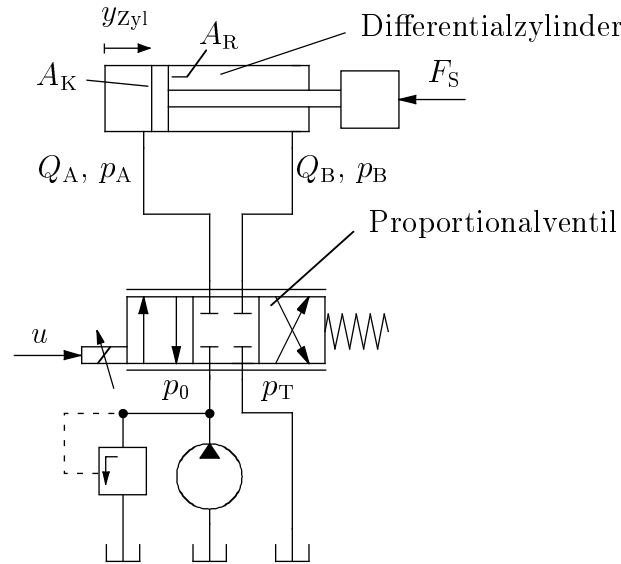 y_Zyl
A_R
Differentialzylinder
A_K
F_S
Q_A, p_A
Q_B, p_B
Proportionalventil
u
p_0
p_T